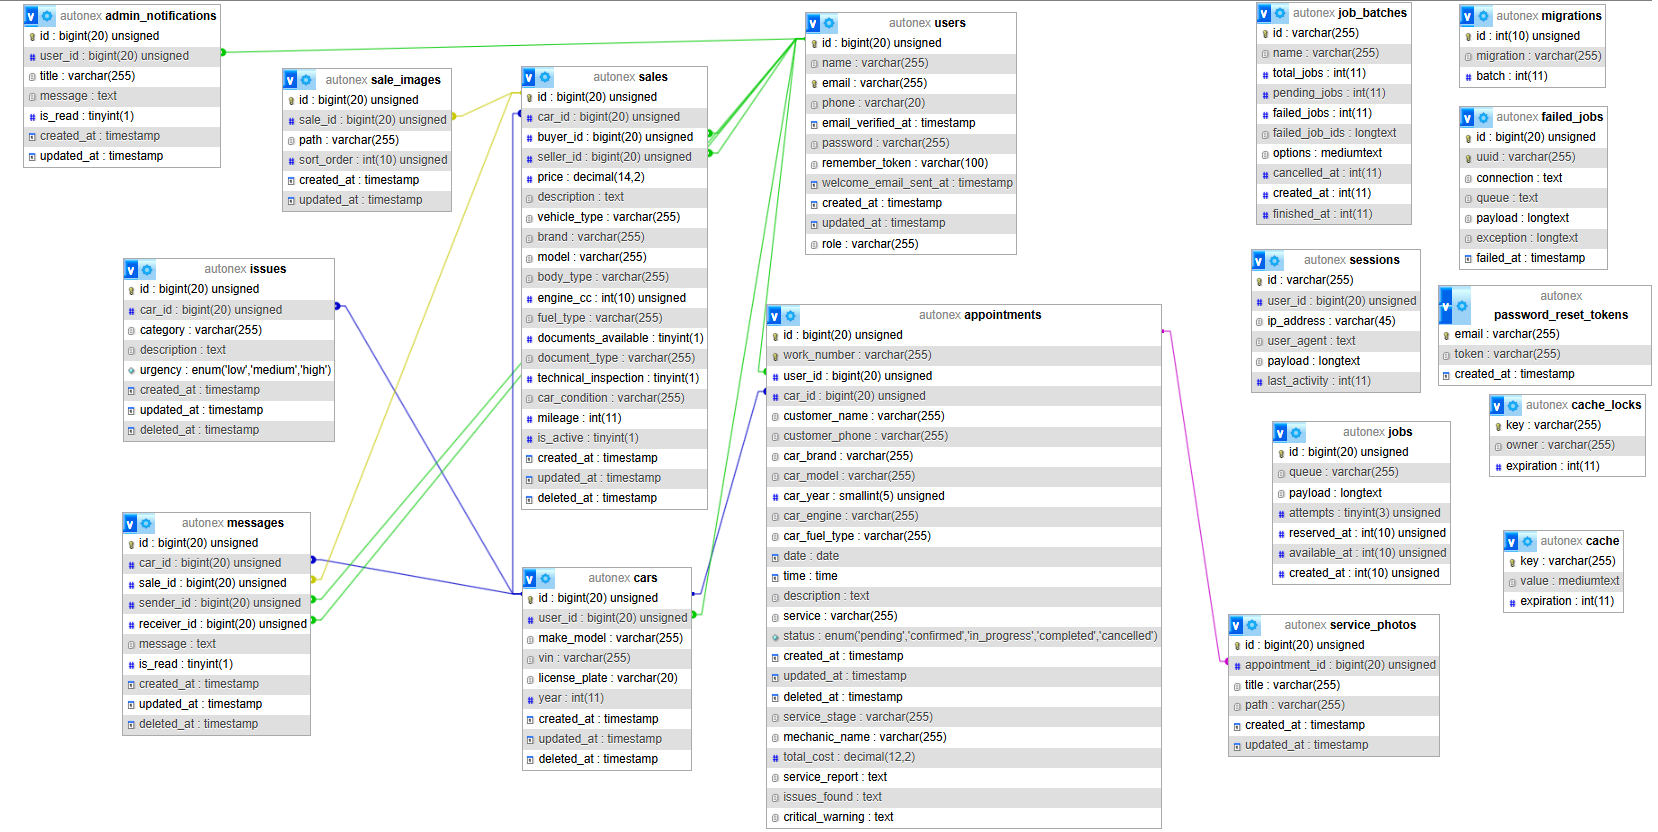 autonex admin_notifications
id : bigint(20) unsigned
user_id : bigint(20) unsigned
title : varchar(255)
message : text
is_read : tinyint(1)
created_at : timestamp
updated_at : timestamp
autonex sale_images
id : bigint(20) unsigned
sale_id : bigint(20) unsigned
path : varchar(255)
sort_order : int(10) unsigned
created_at : timestamp
updated_at : timestamp
autonex sales
id : bigint(20) unsigned
car_id : bigint(20) unsigned
buyer_id : bigint(20) unsigned
seller_id : bigint(20) unsigned
price : decimal(14,2)
description : text
vehicle_type : varchar(255)
brand : varchar(255)
model : varchar(255)
body_type : varchar(255)
engine_cc : int(10) unsigned
fuel_type : varchar(255)
documents_available : tinyint(1)
document_type : varchar(255)
technical_inspection : tinyint(1)
car_condition : varchar(255)
mileage : int(11)
is_active : tinyint(1)
created_at : timestamp
updated_at : timestamp
deleted_at : timestamp
autonex users
id : bigint(20) unsigned
name : varchar(255)
email : varchar(255)
phone : varchar(20)
email_verified_at : timestamp
password : varchar(255)
remember_token : varchar(100)
welcome_email_sent_at : timestamp
created_at : timestamp
updated_at : timestamp
role : varchar(255)
autonex issues
id : bigint(20) unsigned
car_id : bigint(20) unsigned
category : varchar(255)
description : text
urgency : enum('low','medium','high')
created_at : timestamp
updated_at : timestamp
deleted_at : timestamp
autonex messages
id : bigint(20) unsigned
car_id : bigint(20) unsigned
sale_id : bigint(20) unsigned
sender_id : bigint(20) unsigned
receiver_id : bigint(20) unsigned
message : text
is_read : tinyint(1)
created_at : timestamp
updated_at : timestamp
deleted_at : timestamp
autonex cars
id : bigint(20) unsigned
user_id : bigint(20) unsigned
make_model : varchar(255)
vin : varchar(255)
license_plate : varchar(20)
year : int(11)
created_at : timestamp
updated_at : timestamp
deleted_at : timestamp
autonex appointments
id : bigint(20) unsigned
work_number : varchar(255)
user_id : bigint(20) unsigned
car_id : bigint(20) unsigned
customer_name : varchar(255)
customer_phone : varchar(255)
car_brand : varchar(255)
car_model : varchar(255)
car_year : smallint(5) unsigned
car_engine : varchar(255)
car_fuel_type : varchar(255)
date : date
time : time
description : text
service : varchar(255)
status : enum('pending','confirmed','in_progress','completed','cancelled')
created_at : timestamp
updated_at : timestamp
deleted_at : timestamp
service_stage : varchar(255)
mechanic_name : varchar(255)
total_cost : decimal(12,2)
service_report : text
issues_found : text
critical_warning : text
autonex job_batches
id : varchar(255)
name : varchar(255)
total_jobs : int(11)
pending_jobs : int(11)
failed_jobs : int(11)
failed_job_ids : longtext
options : mediumtext
cancelled_at : int(11)
created_at : int(11)
finished_at : int(11)
autonex migrations
id : int(10) unsigned
migration : varchar(255)
batch : int(11)
autonex failed_jobs
id : bigint(20) unsigned
uuid : varchar(255)
connection : text
queue : text
payload : longtext
exception : longtext
failed_at : timestamp
autonex sessions
id : varchar(255)
user_id : bigint(20) unsigned
ip_address : varchar(45)
user_agent : text
payload : longtext
last_activity : int(11)
autonex
password_reset_tokens
email : varchar(255)
token : varchar(255)
created_at : timestamp
autonex cache_locks
key : varchar(255)
owner : varchar(255)
expiration : int(11)
autonex jobs
id : bigint(20) unsigned
queue : varchar(255)
payload : longtext
attempts : tinyint(3) unsigned
reserved_at : int(10) unsigned
available_at : int(10) unsigned
created_at : int(10) unsigned
autonex cache
key : varchar(255)
value : mediumtext
expiration : int(11)
autonex service_photos
id : bigint(20) unsigned
appointment_id : bigint(20) unsigned
title : varchar(255)
path : varchar(255)
created_at : timestamp
updated_at : timestamp